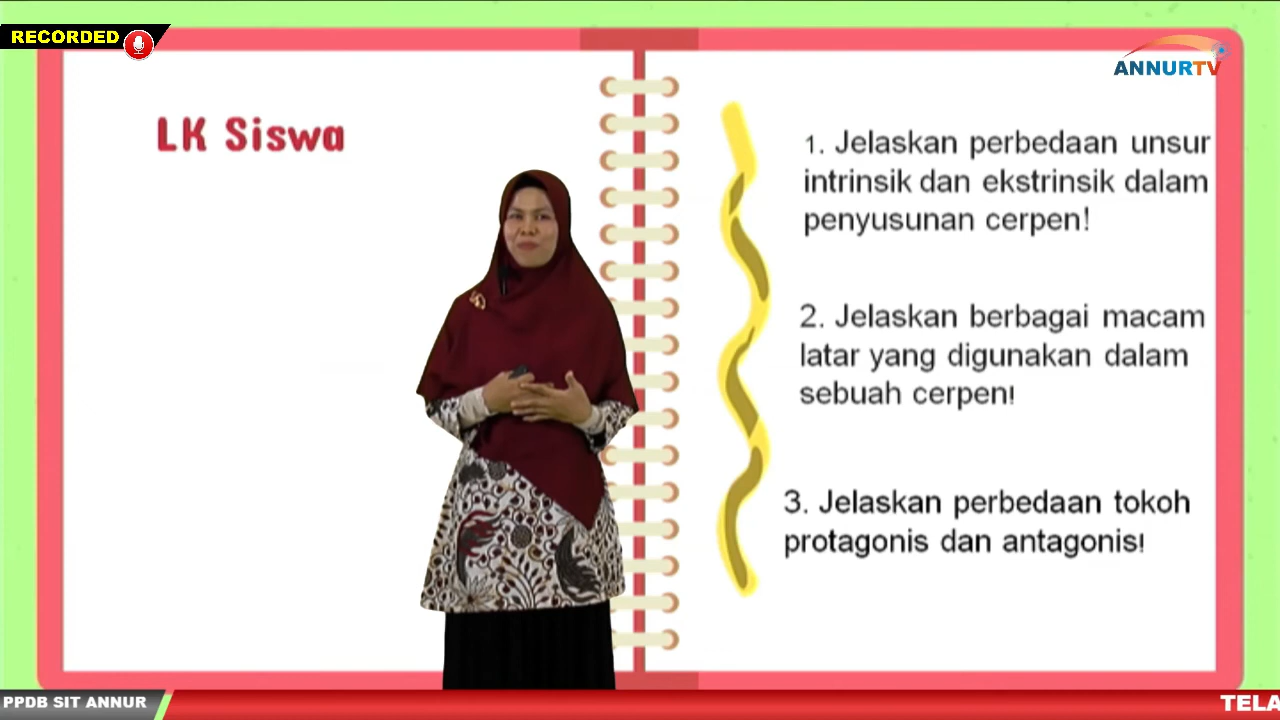 RECORDED
ANNURTV
LK Siswa
1. Jelaskan perbedaan unsur
intrinsik dan ekstrinsik dalam
penyusunan cerpen!
2. Jelaskan berbagai macam
latar yang digunakan dalam
sebuah cerpen!
3. Jelaskan perbedaan tokoh
protagonis dan antagonis!
PPDB SIT ANNUR
TELA